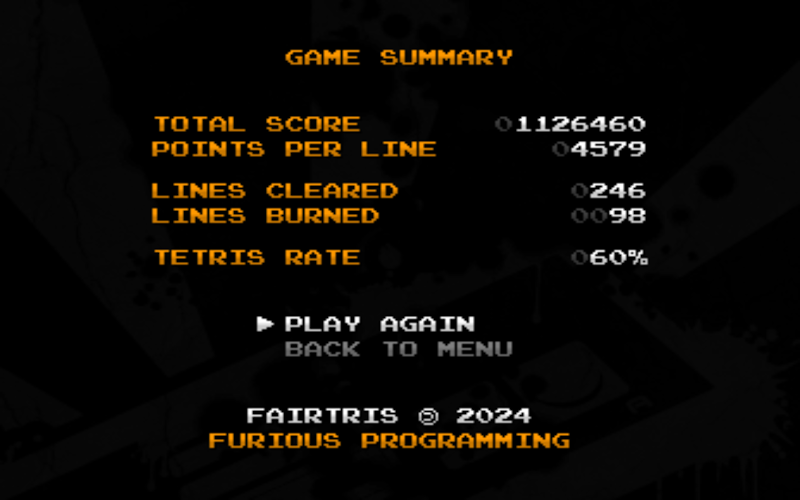 GAME SUMMARY
TOTAL SCORE 01126460
POINTS PER LINE 04579
LINES CLEARED 0246
LINES BURNED 0098
TETRIS RATE 060%
PLAY AGAIN
BACK TO MENU
FAIRTRIS © 2024
FURIOUS PROGRAMMING